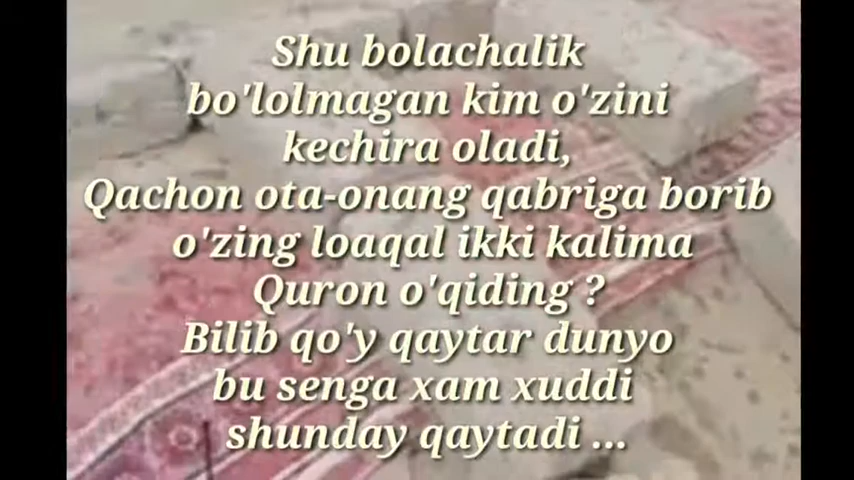 Shu bolachalik
bo'lolmagan kim o'zini
kechira oladi,
Qachon ota-onang qabriga borib
o'zing loaqal ikki kalima
Quron o'qiding ?
Bilib qo'y qaytar dunyo
bu senga xam xuddi
shunday qaytadi ...